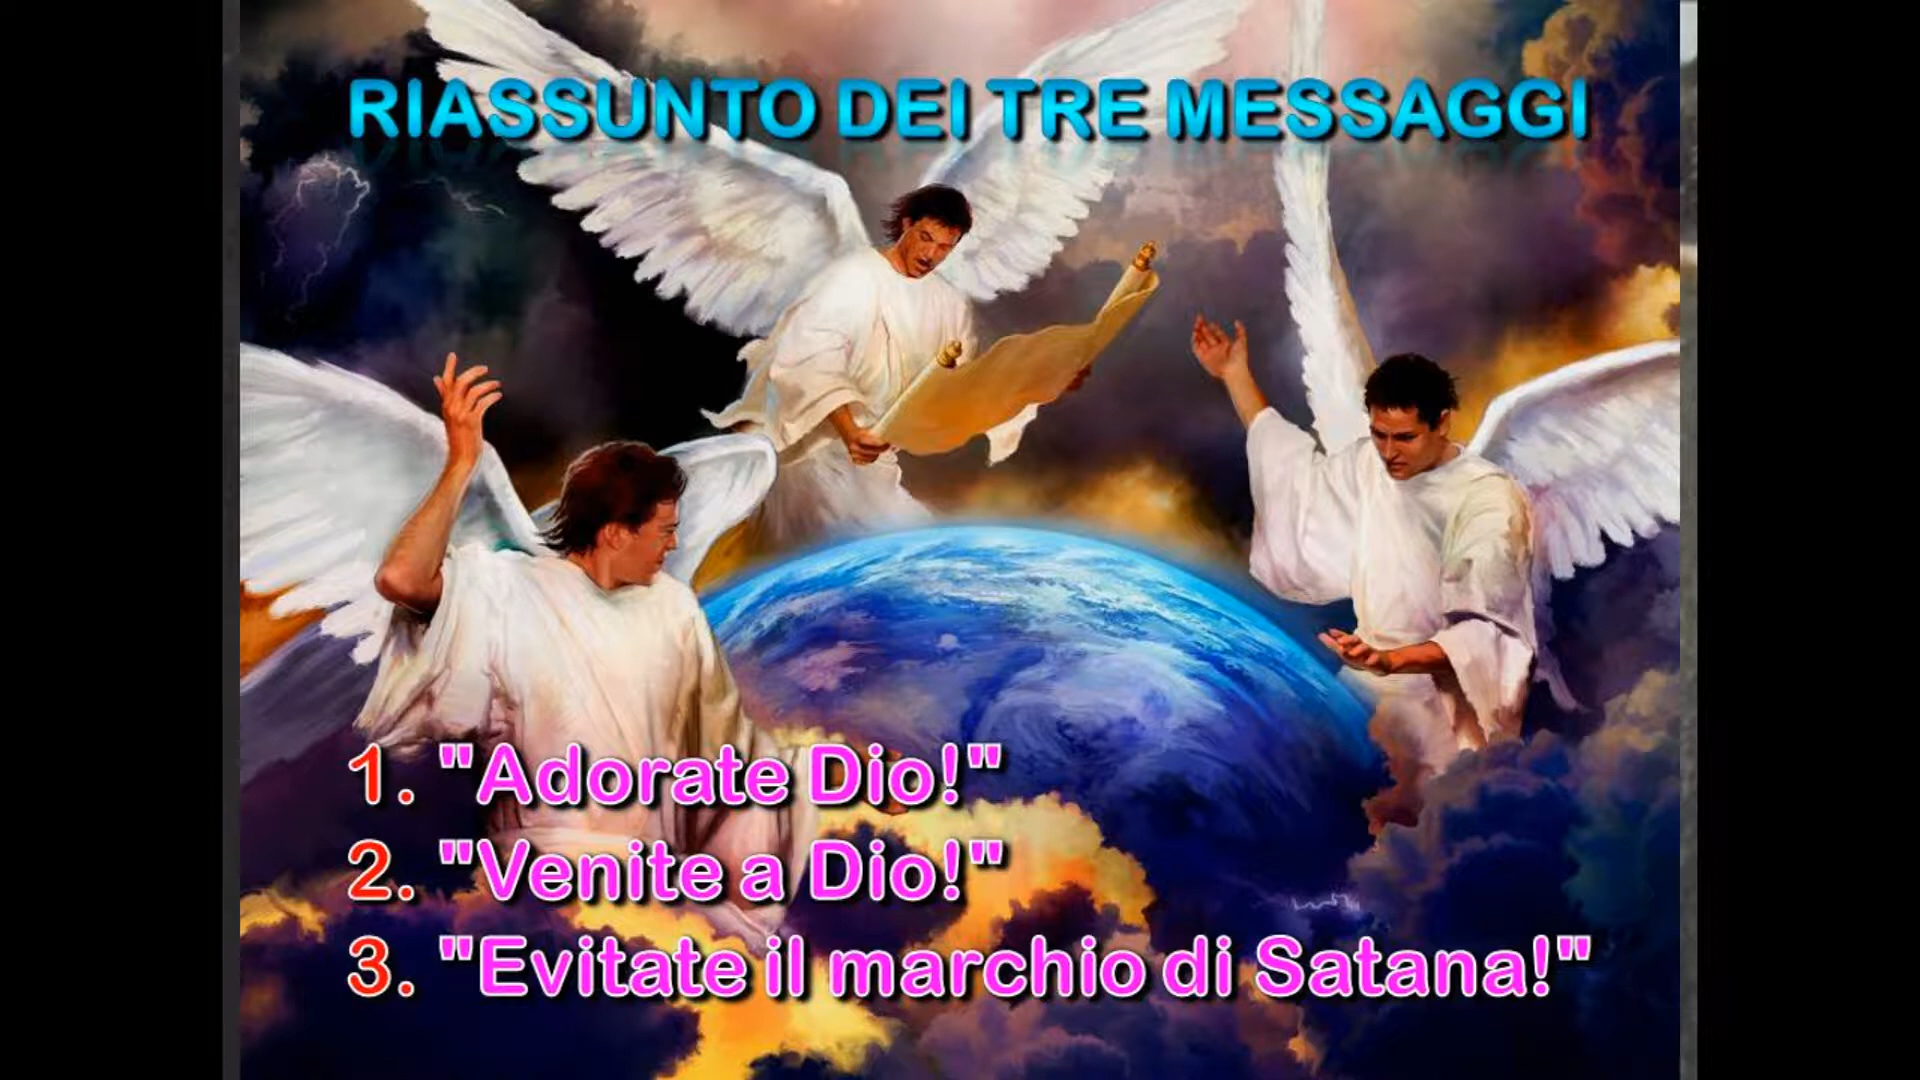 RIASSUNTO DEI TRE MESSAGGI
1. "Adorate Dio!"
2. "Venite a Dio!"
3. "Evitate il marchio di Satana!"